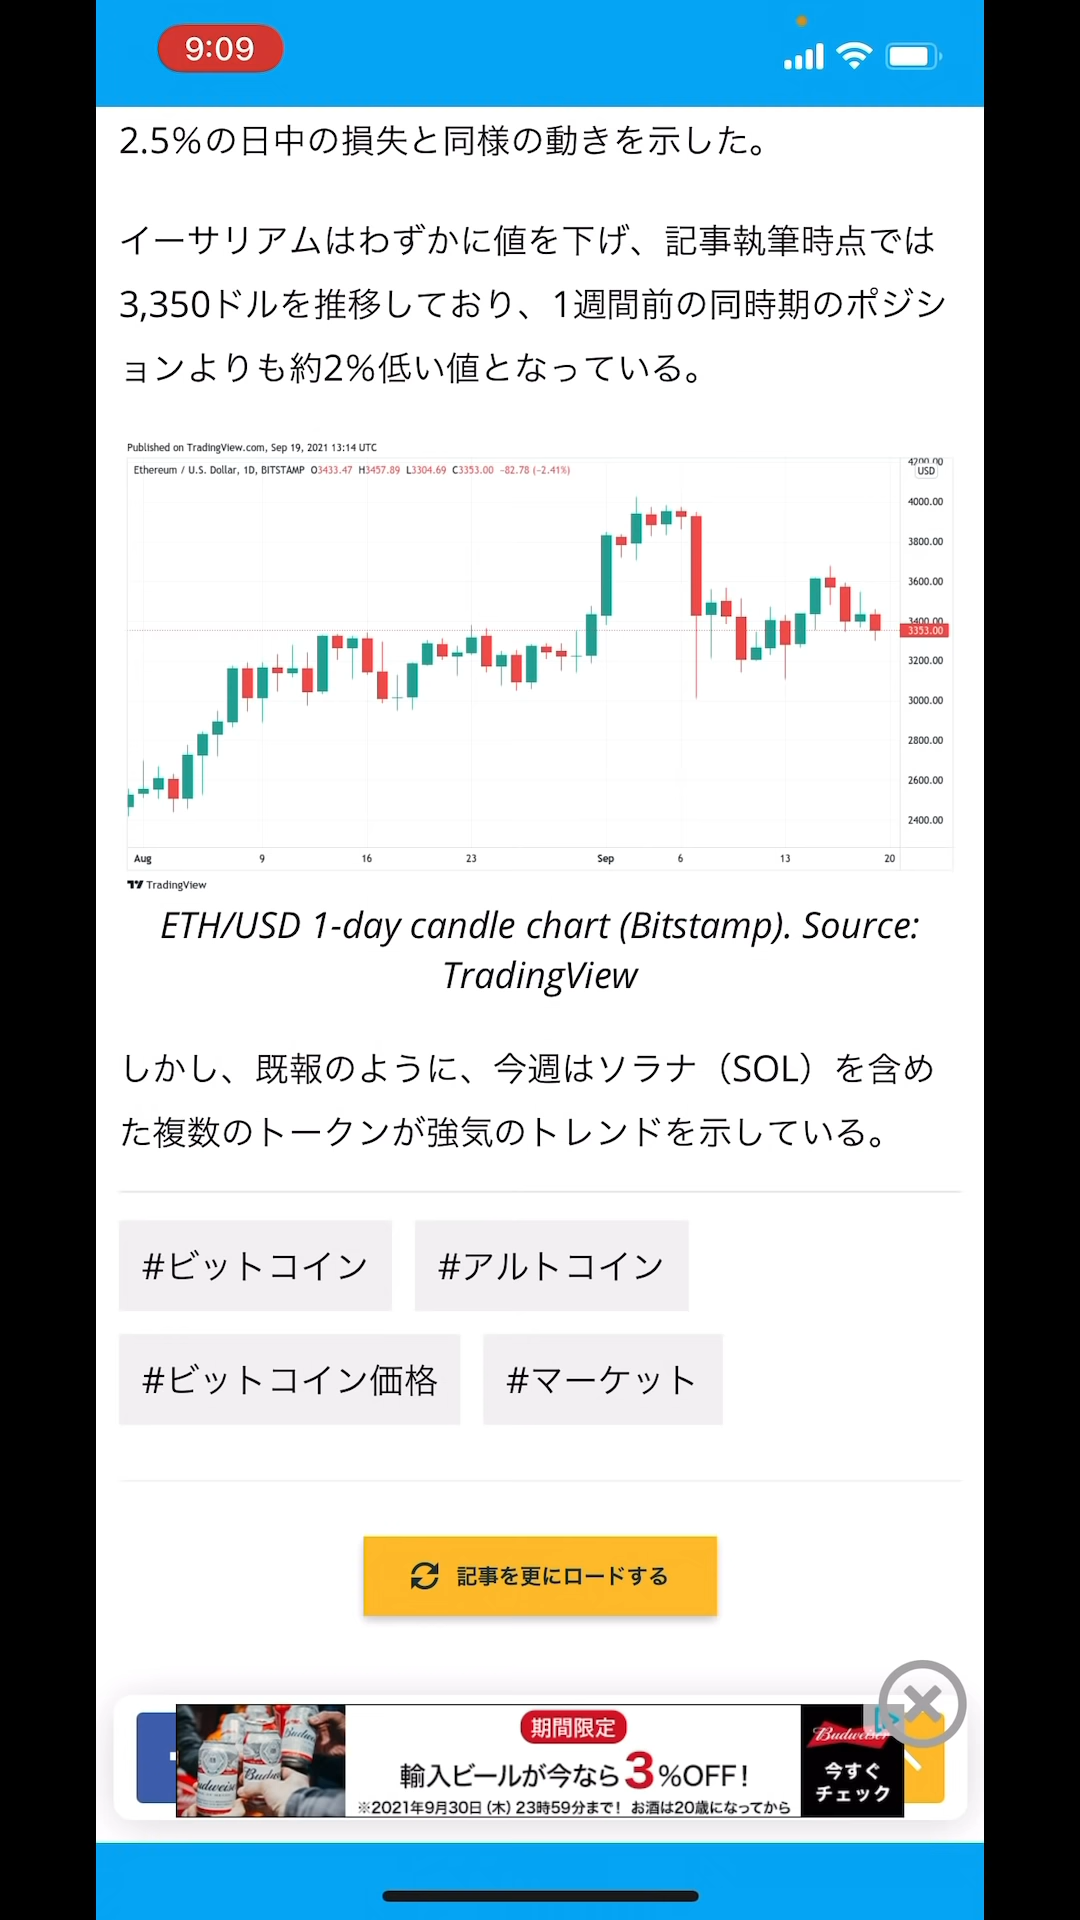 9:09
2.5%の日中の損失と同様の動きを示した。
イーサリアムはわずかに値を下げ、記事執筆時点では
3,350ドルを推移しており、1週間前の同時期のポジシ
ョンよりも約2%低い値となっている。
Published on TradingView.com, Sep 19, 2021 13:14 UTC
Ethereum / U.S. Dollar, 1D, BITSTAMP O3433.47 H3457.89 L3304.69 C3353.00 -82.78 (-2.41%)
4200.00
USD
4000.00
3800.00
3600.00
3400.00
3353.00
3200.00
3000.00
2800.00
2600.00
2400.00
Aug 9 16 23 Sep 6 13 20
TradingView
ETH/USD 1-day candle chart (Bitstamp). Source:
TradingView
しかし、既報のように、今週はソラナ（SOL）を含め
た複数のトークンが強気のトレンドを示している。
#ビットコイン #アルトコイン
#ビットコイン価格 #マーケット
記事を更にロードする
期間限定
輸入ビールが今なら3%OFF!
※2021年9月30日(木)23時59分まで! お酒は20歳になってから
Budweiser
今すぐ
チェック